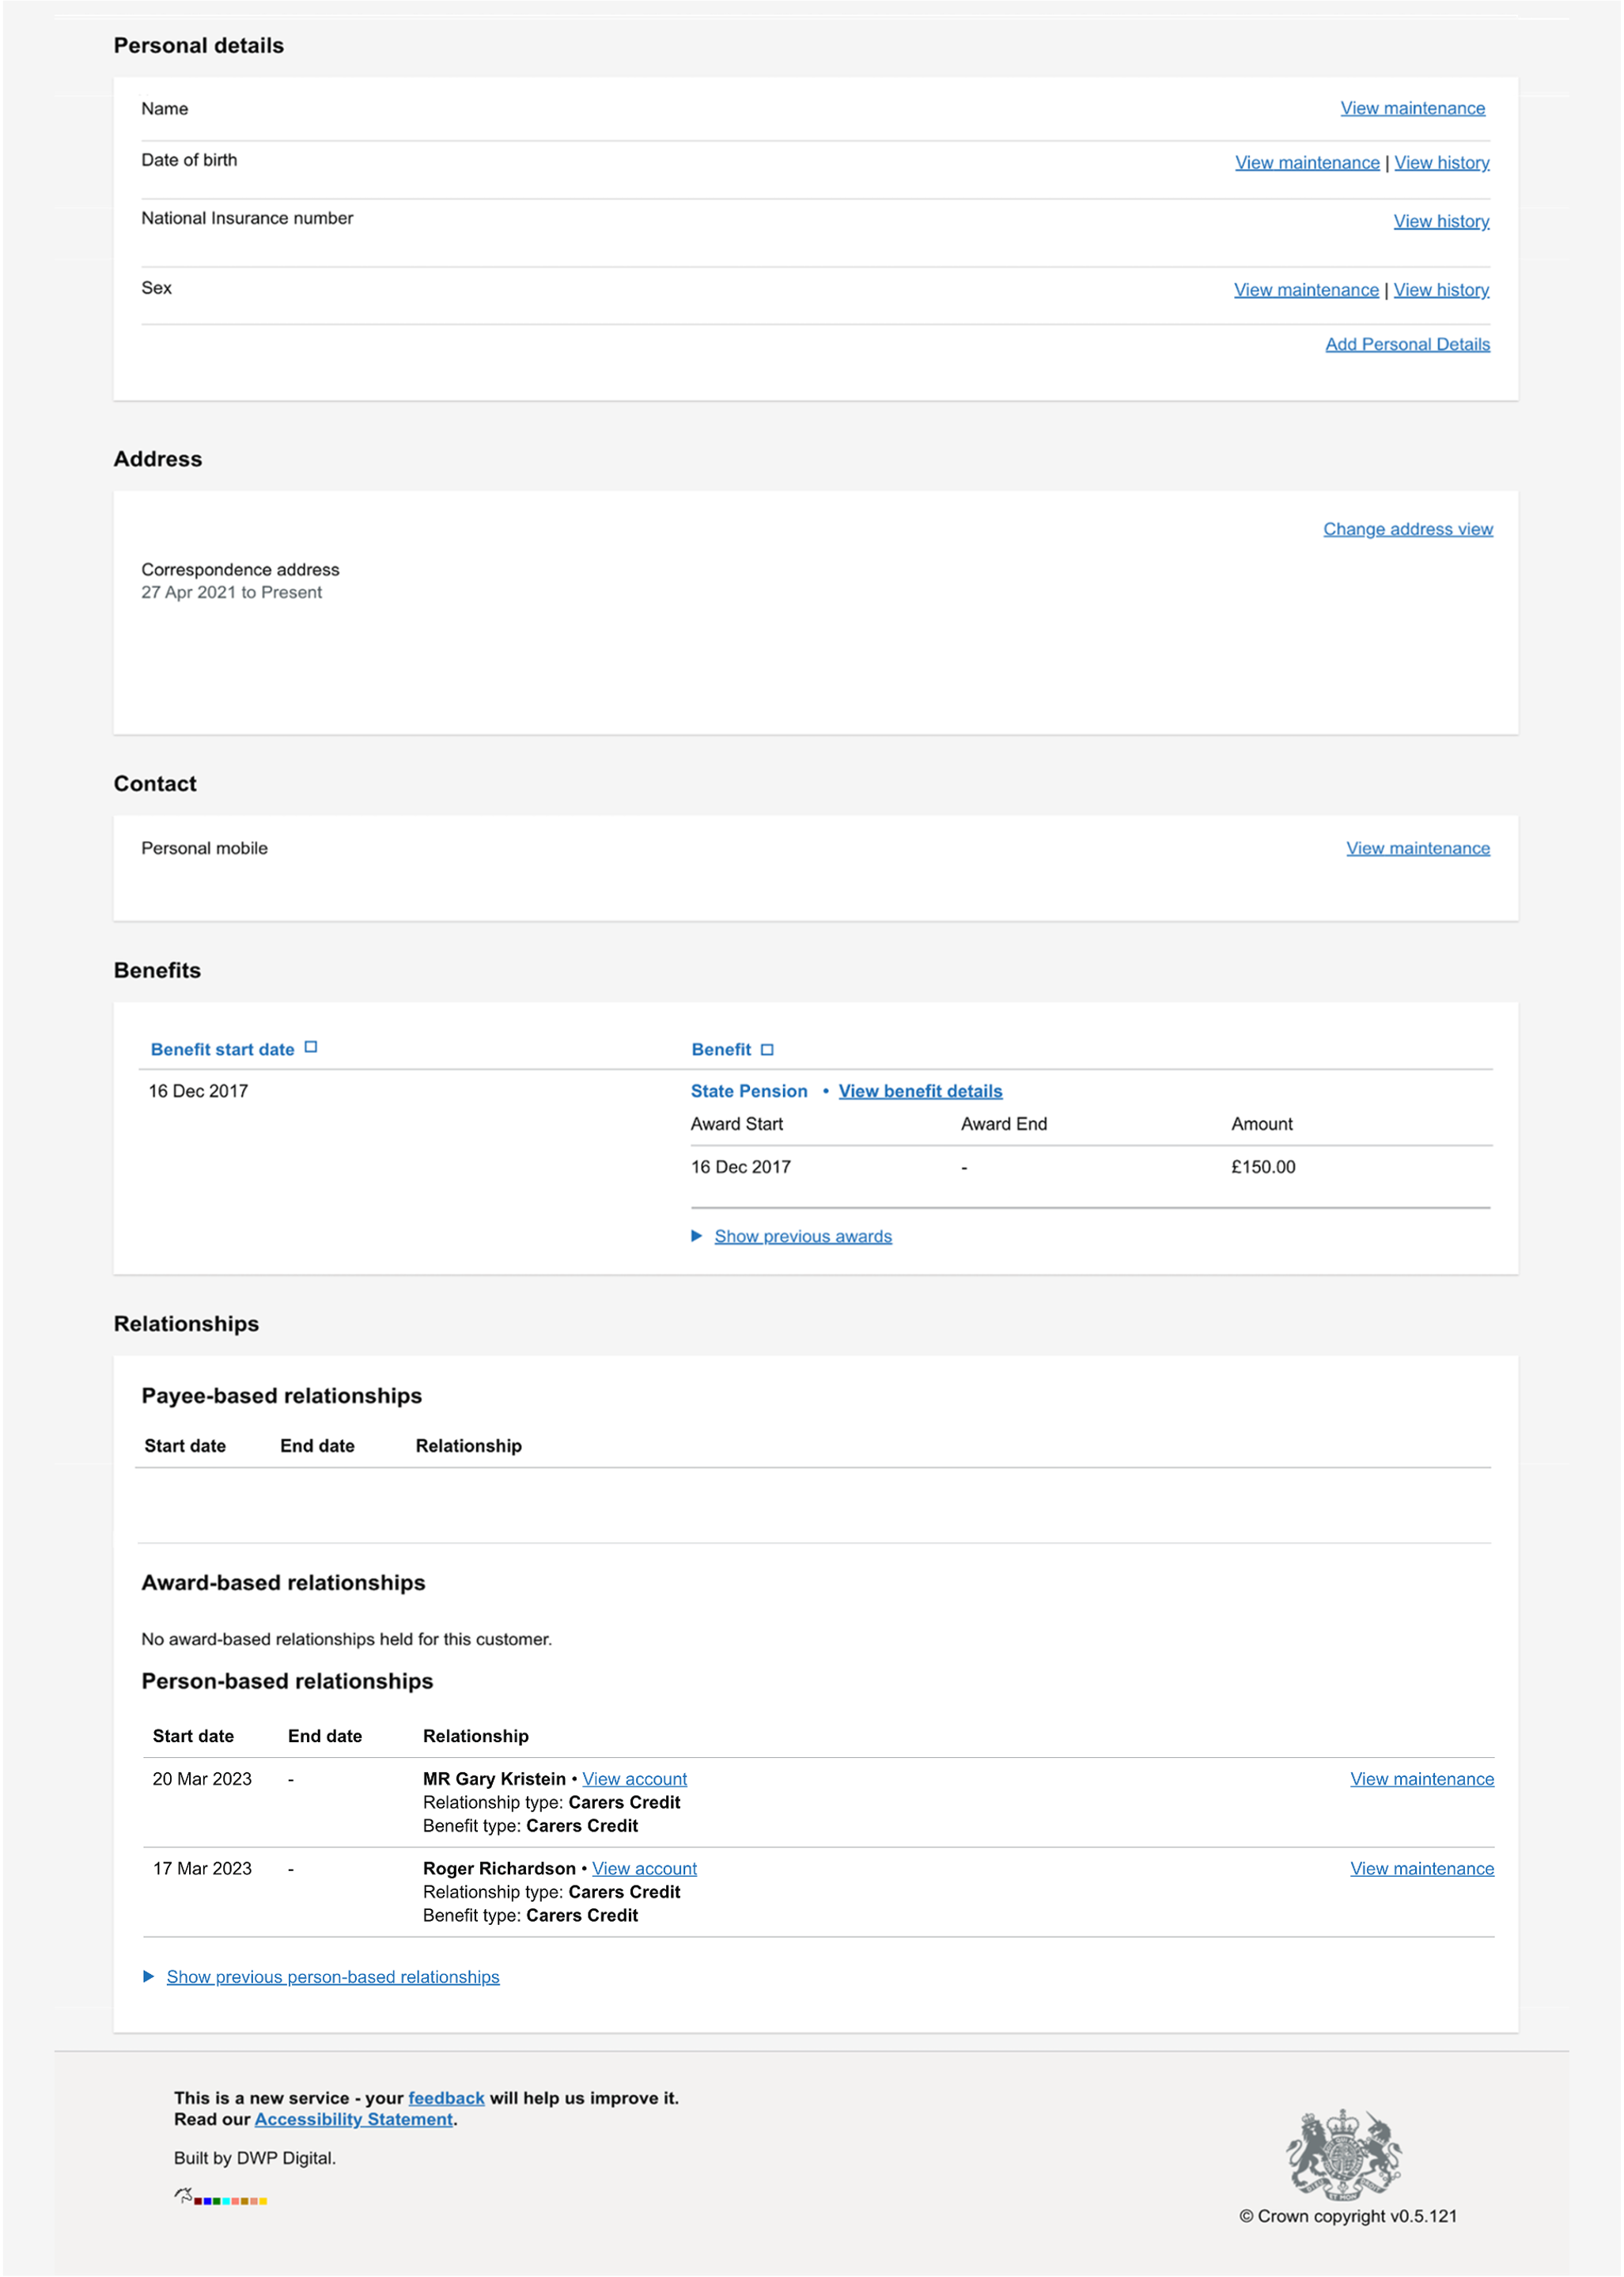 Personal details
Name View maintenance
Date of birth View maintenance | View history
National Insurance number View history
Sex View maintenance | View history
Add Personal Details
Address
Change address view
Correspondence address
27 Apr 2021 to Present
Contact
Personal mobile View maintenance
Benefits
Benefit start date Benefit
16 Dec 2017 State Pension • View benefit details
Award Start Award End Amount
16 Dec 2017 - £150.00
Show previous awards
Relationships
Payee-based relationships
Start date End date Relationship
Award-based relationships
No award-based relationships held for this customer.
Person-based relationships
Start date End date Relationship
20 Mar 2023 - MR Gary Kristein • View account View maintenance
Relationship type: Carers Credit
Benefit type: Carers Credit
17 Mar 2023 - Roger Richardson • View account View maintenance
Relationship type: Carers Credit
Benefit type: Carers Credit
Show previous person-based relationships
This is a new service - your feedback will help us improve it.
Read our Accessibility Statement.
Built by DWP Digital.
© Crown copyright v0.5.121